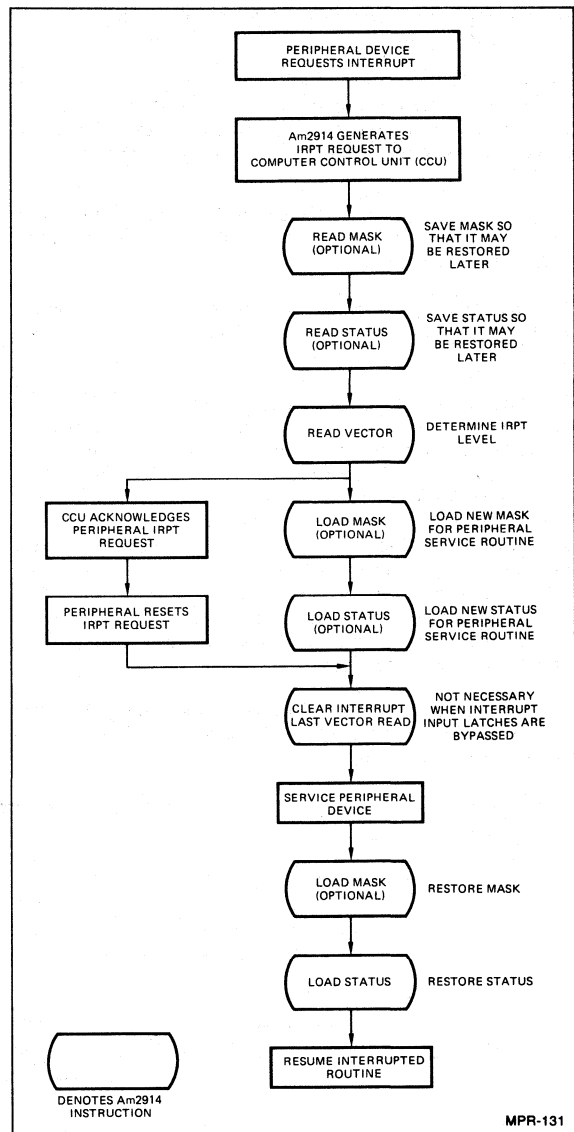 PERIPHERAL DEVICE
REQUESTS INTERRUPT
Am2914 GENERATES
IRPT REQUEST TO
COMPUTER CONTROL UNIT (CCU)
READ MASK
(OPTIONAL)
SAVE MASK SO
THAT IT MAY
BE RESTORED
LATER
READ STATUS
(OPTIONAL)
SAVE STATUS SO
THAT IT MAY
BE RESTORED
LATER
READ VECTOR
DETERMINE IRPT
LEVEL
CCU ACKNOWLEDGES
PERIPHERAL IRPT
REQUEST
LOAD MASK
(OPTIONAL)
LOAD NEW MASK
FOR PERIPHERAL
SERVICE ROUTINE
PERIPHERAL RESETS
IRPT REQUEST
LOAD STATUS
(OPTIONAL)
LOAD NEW STATUS
FOR PERIPHERAL
SERVICE ROUTINE
CLEAR INTERRUPT
LAST VECTOR READ
NOT NECESSARY
WHEN INTERRUPT
INPUT LATCHES ARE
BYPASSED
SERVICE PERIPHERAL
DEVICE
LOAD MASK
(OPTIONAL)
RESTORE MASK
LOAD STATUS
RESTORE STATUS
RESUME INTERRUPTED
ROUTINE
DENOTES Am2914
INSTRUCTION
MPR-131